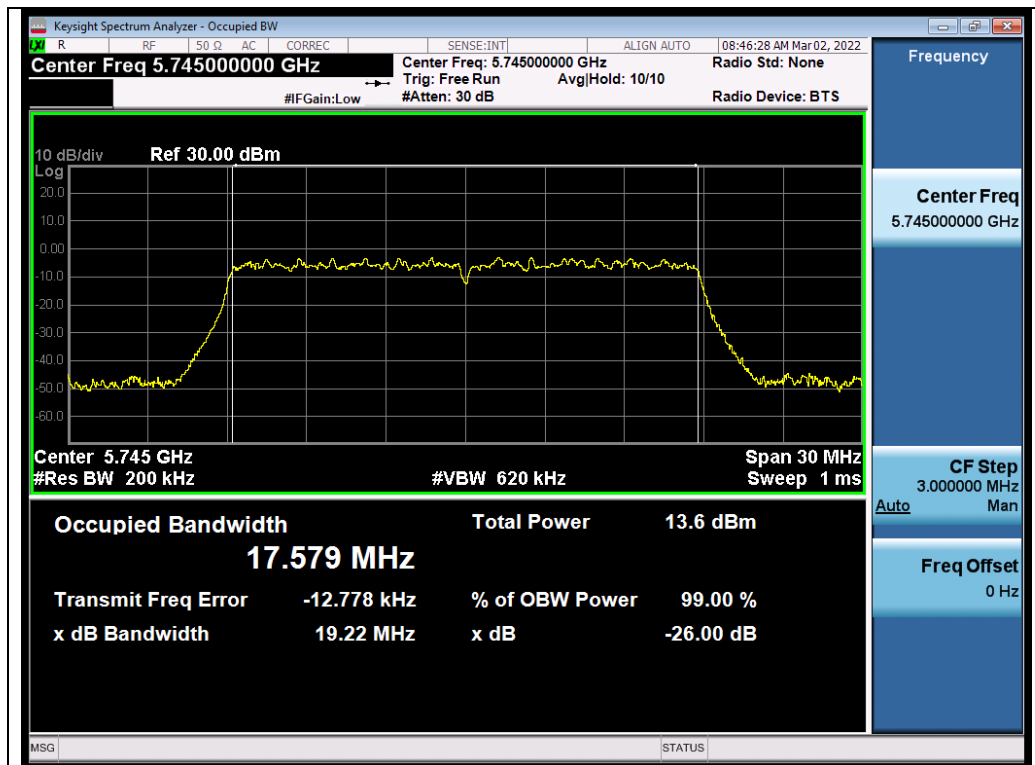 Keysight Spectrum Analyzer - Occupied BW
LXI R RF 50 Ω AC CORREC SENSE:INT ALIGN AUTO 08:46:28 AM Mar 02, 2022
Center Freq 5.745000000 GHz
Center Freq: 5.745000000 GHz Radio Std: None
Trig: Free Run Avg|Hold: 10/10
#IFGain:Low #Atten: 30 dB Radio Device: BTS
10 dB/div Ref 30.00 dBm
Log
20.0
10.0
0.00
-10.0
-20.0
-30.0
-40.0
-50.0
-60.0
Center 5.745 GHz Span 30 MHz
#Res BW 200 kHz #VBW 620 kHz Sweep 1 ms
Occupied Bandwidth Total Power 13.6 dBm
17.579 MHz
Transmit Freq Error -12.778 kHz % of OBW Power 99.00 %
x dB Bandwidth 19.22 MHz x dB -26.00 dB
Frequency
Center Freq
5.745000000 GHz
CF Step
3.000000 MHz
Auto Man
Freq Offset
0 Hz
MSG STATUS